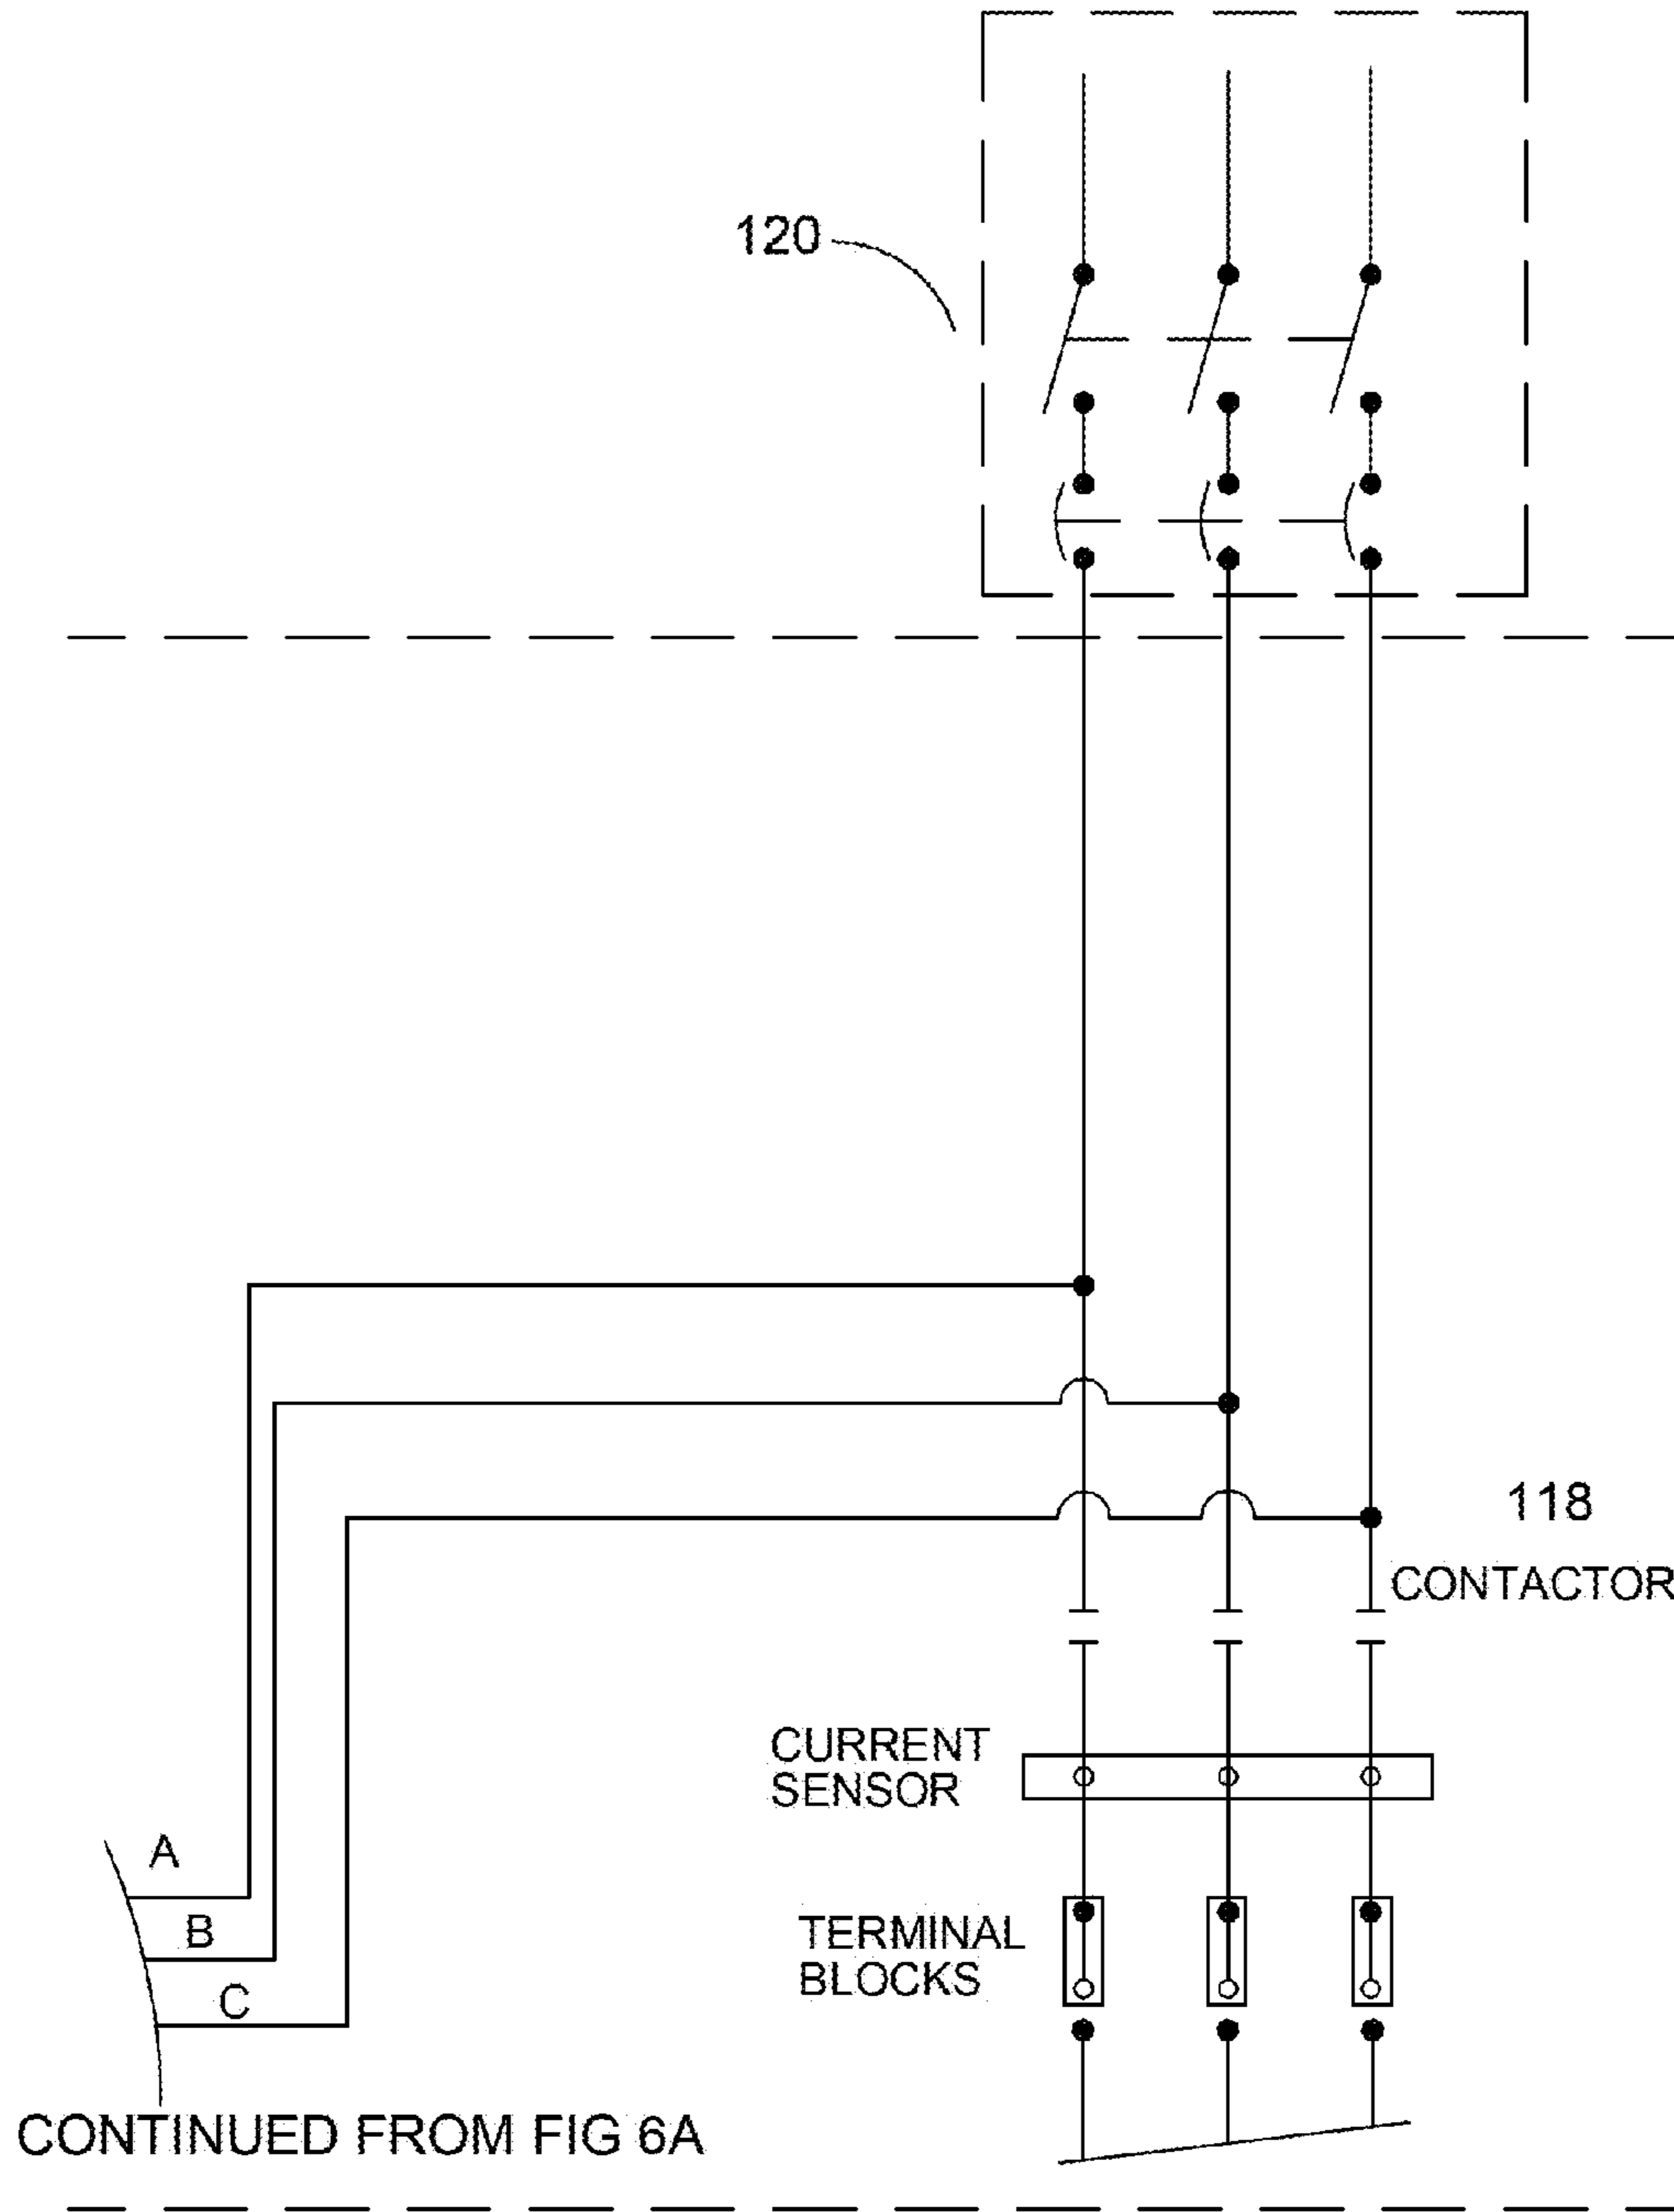 120
118
CONTACTOR
CURRENT
SENSOR
A
B
C
TERMINAL
BLOCKS
CONTINUED FROM FIG 6A